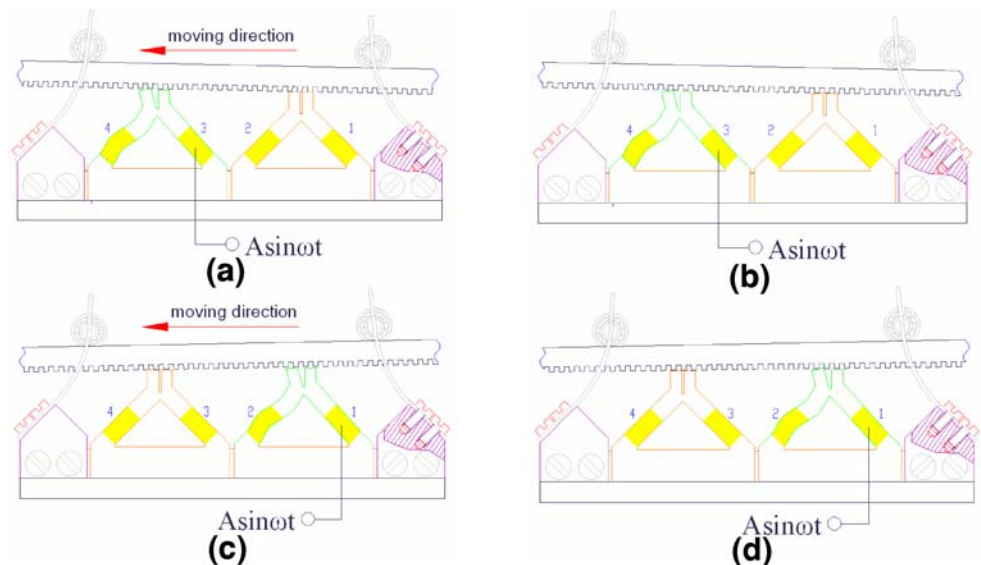 moving direction
4
3
2
1
Asinωt
(a)
4
3
2
1
Asinωt
(b)
moving direction
4
3
2
1
Asinωt
(c)
4
3
2
1
Asinωt
(d)